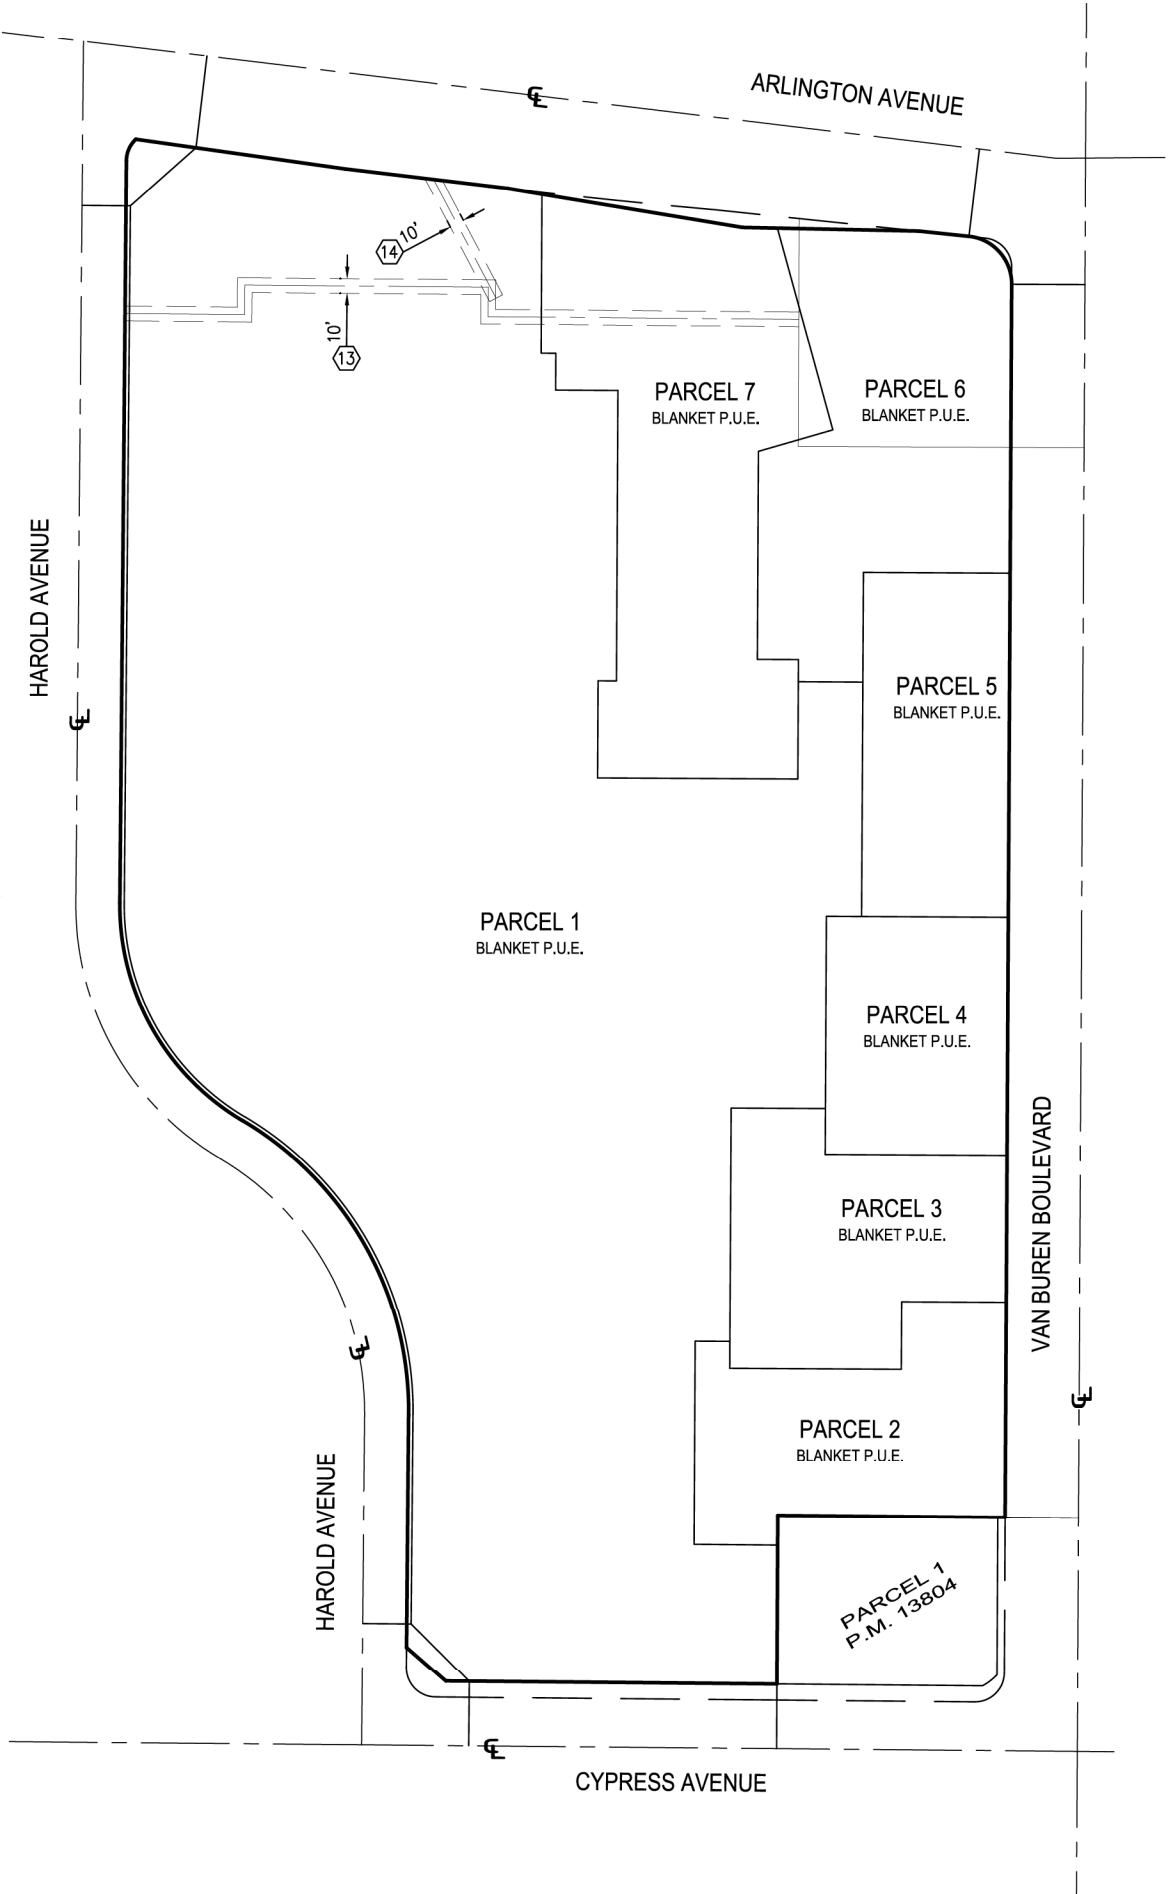 ARLINGTON AVENUE
℄
14
10'
10'
13
PARCEL 7
BLANKET P.U.E.
PARCEL 6
BLANKET P.U.E.
HAROLD AVENUE
℄
PARCEL 5
BLANKET P.U.E.
PARCEL 1
BLANKET P.U.E.
PARCEL 4
BLANKET P.U.E.
PARCEL 3
BLANKET P.U.E.
VAN BUREN BOULEVARD
℄
℄
PARCEL 2
BLANKET P.U.E.
HAROLD AVENUE
PARCEL 1
P.M. 13804
℄
CYPRESS AVENUE